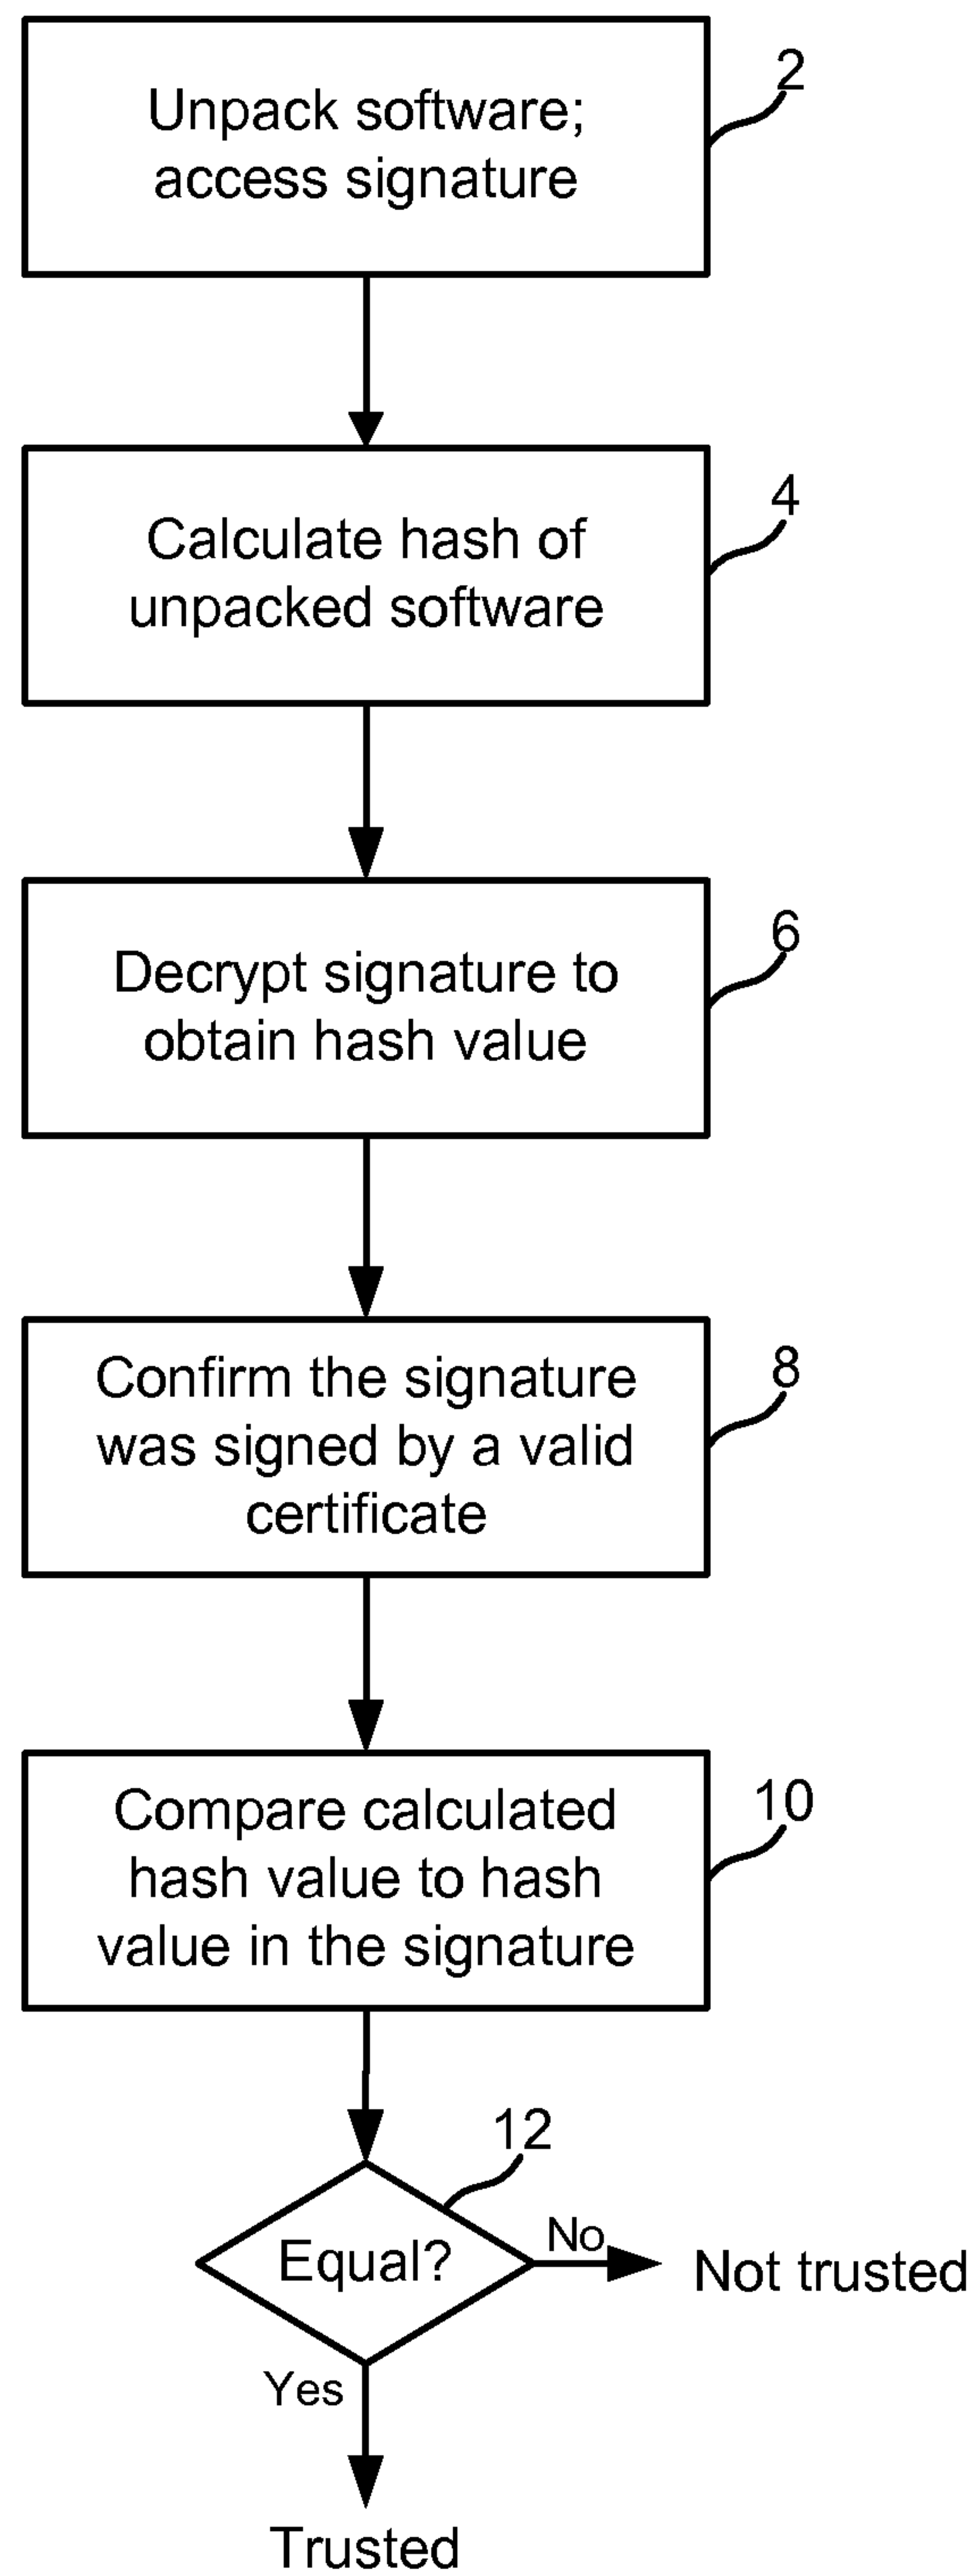 Unpack software;
access signature
2
Calculate hash of
unpacked software
4
Decrypt signature to
obtain hash value
6
Confirm the signature
was signed by a valid
certificate
8
Compare calculated
hash value to hash
value in the signature
10
12
Equal?
No
Not trusted
Yes
Trusted